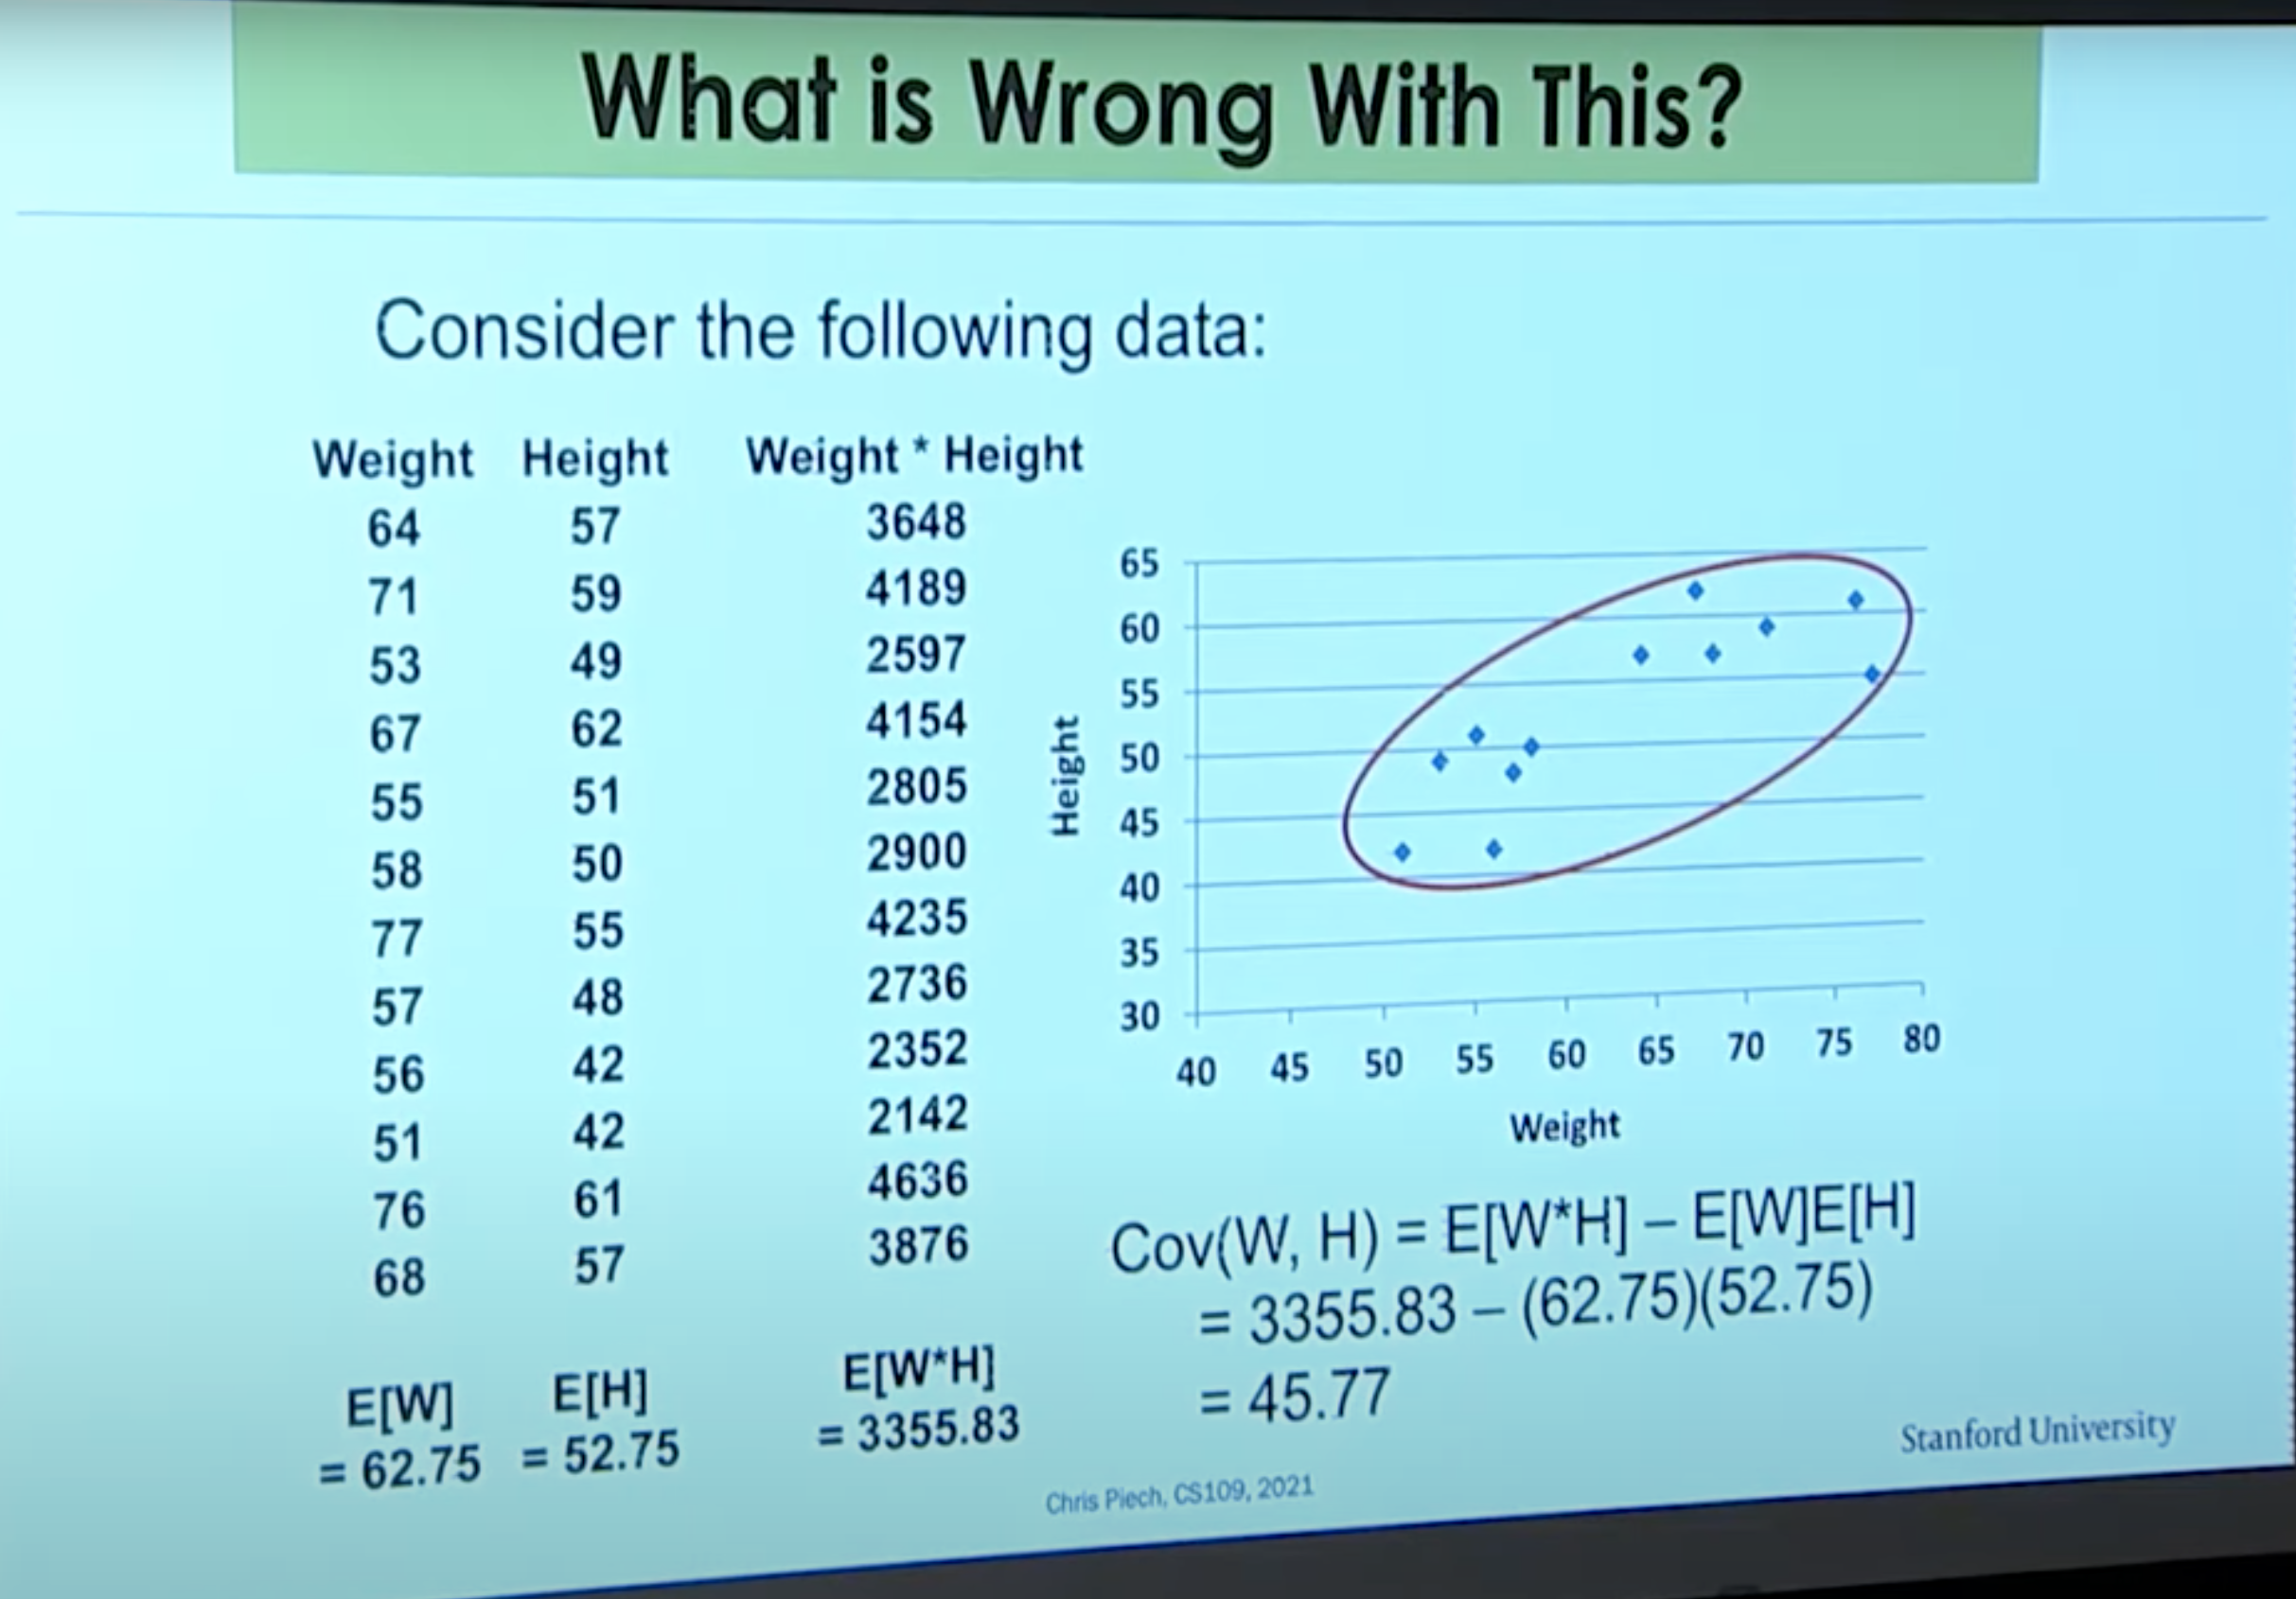 What is Wrong With This?
Consider the following data:
Weight Height Weight * Height
64 57 3648
71 59 4189
53 49 2597
67 62 4154
55 51 2805
58 50 2900
77 55 4235
57 48 2736
56 42 2352
51 42 2142
76 61 4636
68 57 3876
E[W] E[H] E[W*H]
= 62.75 = 52.75 = 3355.83
65
60
55
50
45
40
35
30
Height
40 45 50 55 60 65 70 75 80
Weight
Cov(W, H) = E[W*H] – E[W]E[H]
= 3355.83 – (62.75)(52.75)
= 45.77
Stanford University
Chris Piech, CS109, 2021